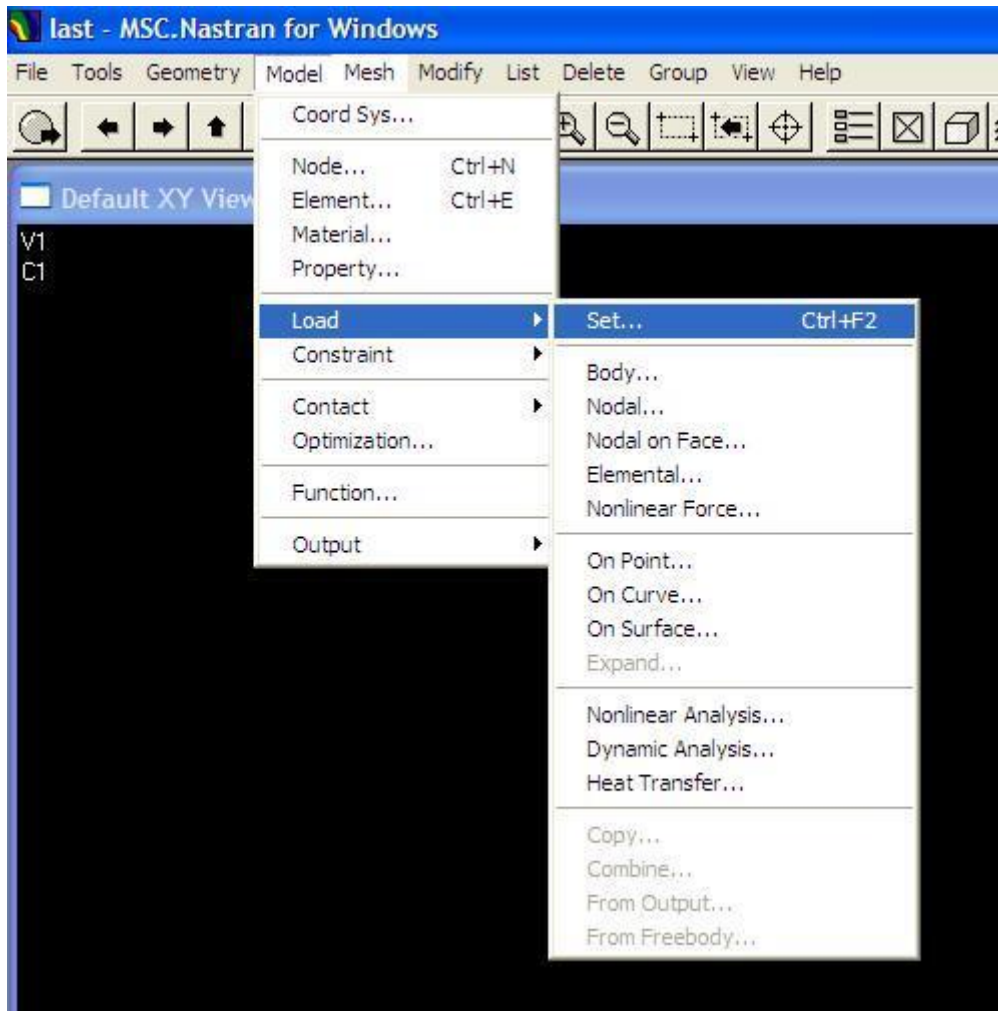 last - MSC.Nastran for Windows
File Tools Geometry Model Mesh Modify List Delete Group View Help
Coord Sys...
Node... Ctrl+N
Element... Ctrl+E
Material...
Property...
Load
Constraint
Contact
Optimization...
Function...
Output
Set... Ctrl+F2
Body...
Nodal...
Nodal on Face...
Elemental...
Nonlinear Force...
On Point...
On Curve...
On Surface...
Expand...
Nonlinear Analysis...
Dynamic Analysis...
Heat Transfer...
Copy...
Combine...
From Output...
From Freebody...
Default XY View
V1
C1